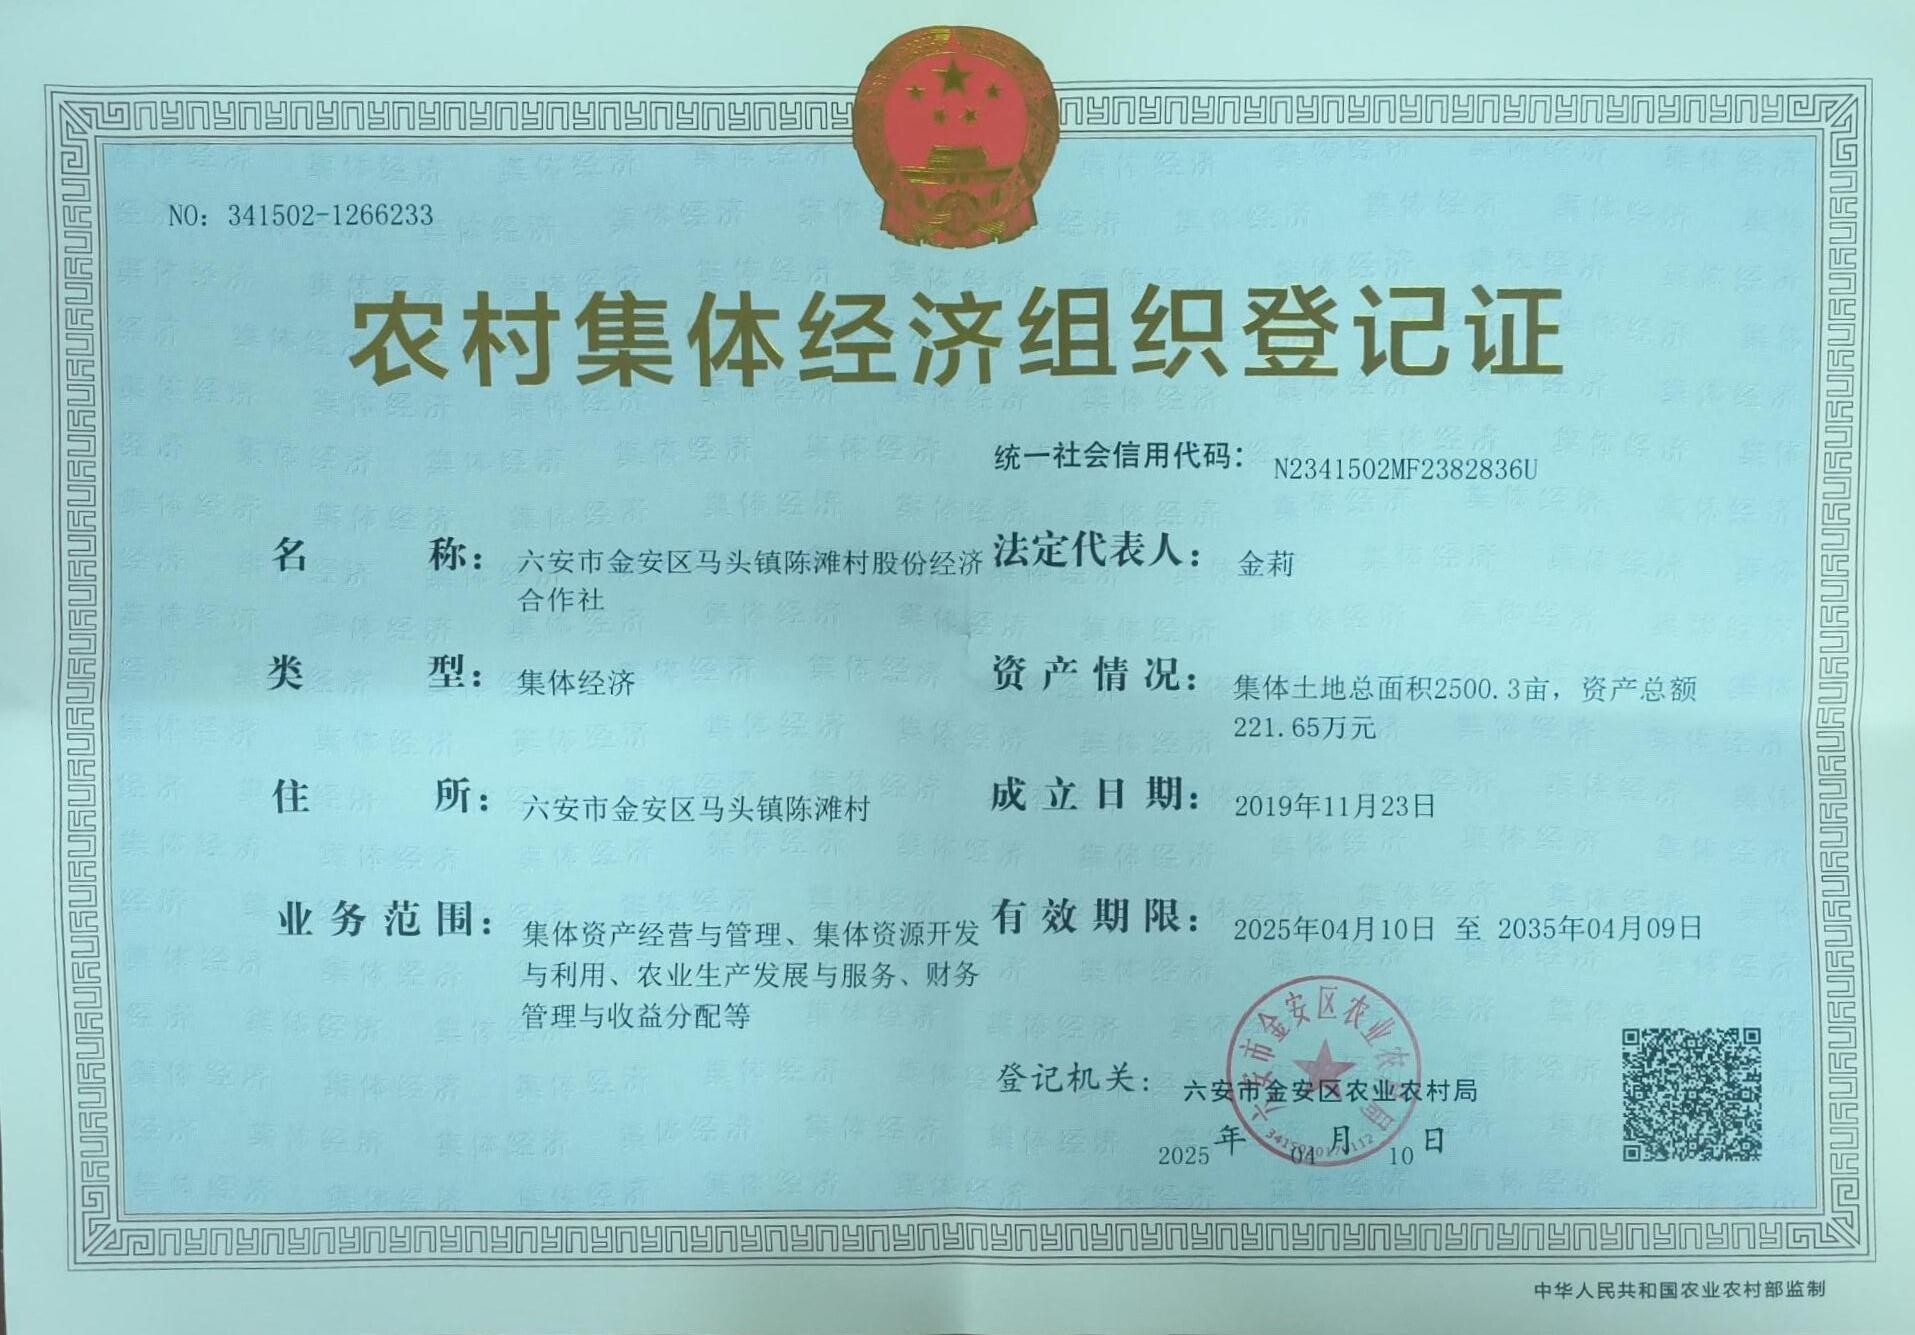 NO：341502-1266233
农村集体经济组织登记证
统一社会信用代码： N2341502MF2382836U
名 称： 六安市金安区马头镇陈滩村股份经济
合作社
法定代表人： 金莉
类 型： 集体经济
资产情况： 集体土地总面积2500.3亩，资产总额
221.65万元
住 所： 六安市金安区马头镇陈滩村
成立日期： 2019年11月23日
业务范围： 集体资产经营与管理、集体资源开发
与利用、农业生产发展与服务、财务
管理与收益分配等
有效期限： 2025年04月10日 至 2035年04月09日
登记机关： 六安市金安区农业农村局
六安市金安区农业农村局
2025 年 04 月 10 日
中华人民共和国农业农村部监制